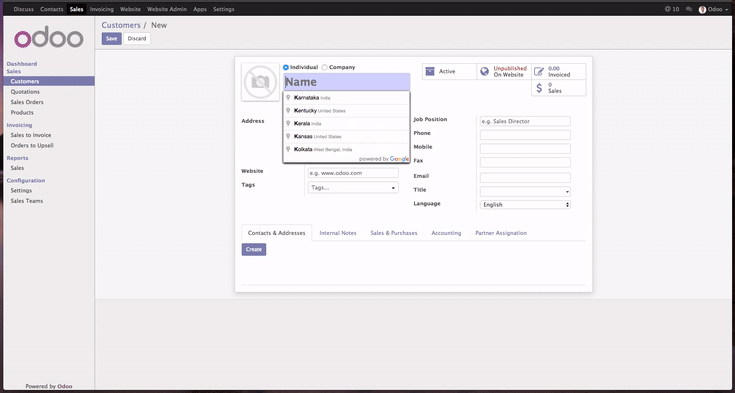 Discuss Contacts Sales Invoicing Website Website Admin Apps Settings @ 10 Odoo
odoo
Customers / New
Save Discard
Dashboard
Sales
Customers
Quotations
Sales Orders
Products
Invoicing
Sales to Invoice
Orders to Upsell
Reports
Sales
Configuration
Settings
Sales Teams
Powered by Odoo
Individual Company
Name
Karnataka India
Kentucky United States
Kerala India
Kansas United States
Kolkata West Bengal, India
powered by Google
Active
Unpublished
On Website
0.00
Invoiced
0
Sales
Address
Website e.g. www.odoo.com
Tags Tags...
Job Position e.g. Sales Director
Phone
Mobile
Fax
Email
Title
Language English
Contacts & Addresses Internal Notes Sales & Purchases Accounting Partner Assignation
Create